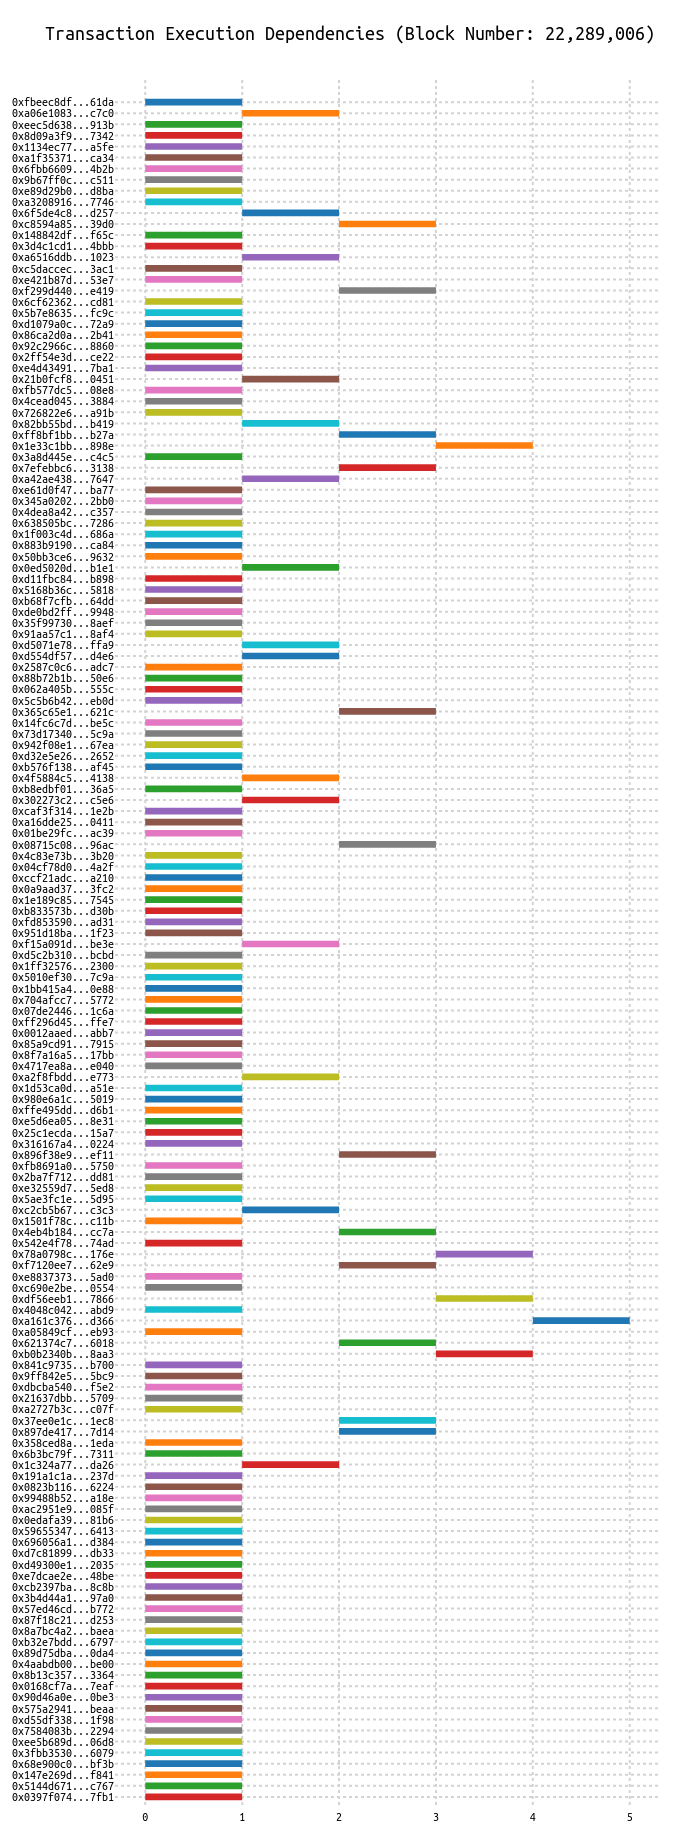 Transaction Execution Dependencies (Block Number: 22,289,006)
0xfbeec8df...61da
0xa06e1083...c7c0
0xeec5d638...913b
0x8d09a3f9...7342
0x1134ec77...a5fe
0xa1f35371...ca34
0x6fbb6609...4b2b
0x9b67ff0c...c511
0xe89d29b0...d8ba
0xa3208916...7746
0x6f5de4c8...d257
0xc8594a85...39d0
0x148842df...f65c
0x3d4c1cd1...4bbb
0xa6516ddb...1023
0xc5daccec...3ac1
0xe421b87d...53e7
0xf299d440...e419
0x6cf62362...cd81
0x5b7e8635...fc9c
0xd1079a0c...72a9
0x86ca2d0a...2b41
0x92c2966c...8860
0x2ff54e3d...ce22
0xe4d43491...7ba1
0x21b0fcf8...0451
0xfb577dc5...08e8
0x4cead045...3884
0x726822e6...a91b
0x82bb55bd...b419
0xff8bf1bb...b27a
0x1e33c1bb...898e
0x3a8d445e...c4c5
0x7efebbc6...3138
0xa42ae438...7647
0xe61d0f47...ba77
0x345a0202...2bb0
0x4dea8a42...c357
0x638505bc...7286
0x1f003c4d...686a
0x883b9190...ca84
0x50bb3ce6...9632
0x0ed5020d...b1e1
0xd11fbc84...b898
0x5168b36c...5818
0xb68f7cfb...64dd
0xde0bd2ff...9948
0x35f99730...8aef
0x91aa57c1...8af4
0xd5071e78...ffa9
0xd554df57...d4e6
0x2587c0c6...adc7
0x88b72b1b...50e6
0x062a405b...555c
0x5c5b6b42...eb0d
0x365c65e1...621c
0x14fc6c7d...be5c
0x73d17340...5c9a
0x942f08e1...67ea
0xd32e5e26...2652
0xb576f138...af45
0x4f5884c5...4138
0xb8edbf01...36a5
0x302273c2...c5e6
0xcaf3f314...1e2b
0xa16dde25...0411
0x01be29fc...ac39
0x08715c08...96ac
0x4c83e73b...3b20
0x04cf78d0...4a2f
0xccf21adc...a210
0x0a9aad37...3fc2
0x1e189c85...7545
0xb833573b...d30b
0xfd853590...ad31
0x951d18ba...1f23
0xf15a091d...be3e
0xd5c2b310...bcbd
0x1ff32576...2300
0x5010ef30...7c9a
0x1bb415a4...0e88
0x704afcc7...5772
0x07de2446...1c6a
0xff296d45...ffe7
0x0012aaed...abb7
0x85a9cd91...7915
0x8f7a16a5...17bb
0x4717ea8a...e040
0xa2f8fbdd...e773
0x1d53ca0d...a51e
0x980e6a1c...5019
0xffe495dd...d6b1
0xe5d6ea05...8e31
0x25c1ecda...15a7
0x316167a4...0224
0x896f38e9...ef11
0xfb8691a0...5750
0x2ba7f712...dd81
0xe32559d7...5ed8
0x5ae3fc1e...5d95
0xc2cb5b67...c3c3
0x1501f78c...c11b
0x4eb4b184...cc7a
0x542e4f78...74ad
0x78a0798c...176e
0xf7120ee7...62e9
0xe8837373...5ad0
0xc690e2be...0554
0xdf56eeb1...7866
0x4048c042...abd9
0xa161c376...d366
0xa05849cf...eb93
0x621374c7...6018
0xb0b2340b...8aa3
0x841c9735...b700
0x9ff842e5...5bc9
0xdbcba540...f5e2
0x21637dbb...5709
0xa2727b3c...c07f
0x37ee0e1c...1ec8
0x897de417...7d14
0x358ced8a...1eda
0x6b3bc79f...7311
0x1c324a77...da26
0x191a1c1a...237d
0x0823b116...6224
0x99488b52...a18e
0xac2951e9...085f
0x0edafa39...81b6
0x59655347...6413
0x696056a1...d384
0xd7c81899...db33
0xd49300e1...2035
0xe7dcae2e...48be
0xcb2397ba...8c8b
0x3b4d44a1...97a0
0x57ed46cd...b772
0x87f18c21...d253
0x8a7bc4a2...baea
0xb32e7bdd...6797
0x89d75dba...0da4
0x4aabdb00...be00
0x8b13c357...3364
0x0168cf7a...7eaf
0x90d46a0e...0be3
0x575a2941...beaa
0xd55df338...1f98
0x7584083b...2294
0xee5b689d...06d8
0x3fbb3530...6079
0x68e900c0...bf3b
0x147e269d...f841
0x5144d671...c767
0x0397f074...7fb1
0 1 2 3 4 5